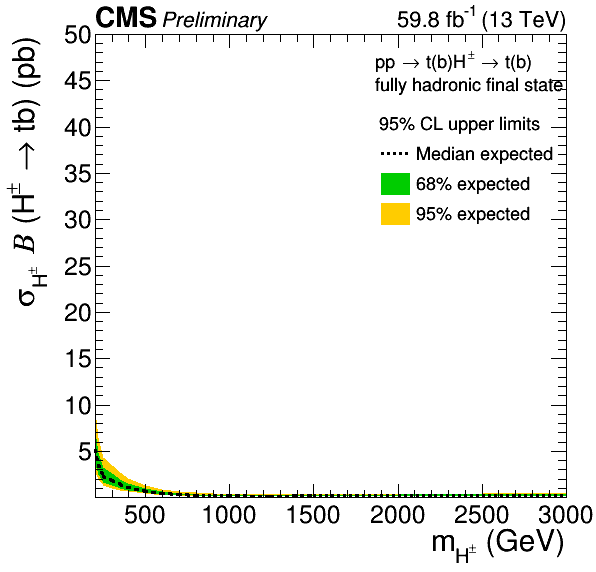 CMS Preliminary 59.8 fb⁻¹ (13 TeV)
pp → t(b)H± → t(b)
fully hadronic final state
95% CL upper limits
Median expected
68% expected
95% expected
σH± B (H± → tb) (pb)
50
45
40
35
30
25
20
15
10
5
500 1000 1500 2000 2500 3000
mH± (GeV)